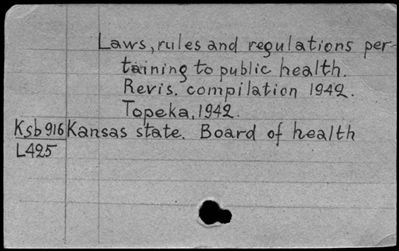 Laws, rules and regulations per-
taining to public health.
Revis. compilation 1942.
Topeka, 1942.
Ksb916 Kansas state. Board of health
L425